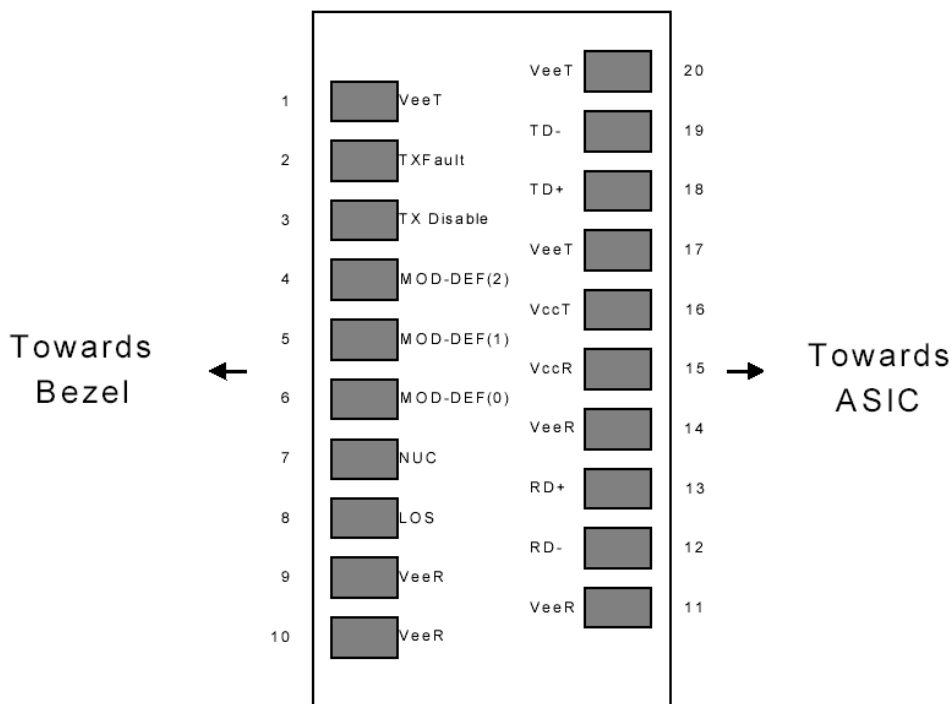 VeeT 20
1 VeeT
TD- 19
2 TXFault
TD+ 18
3 TX Disable
VeeT 17
4 MOD-DEF(2)
VccT 16
5 MOD-DEF(1)
Towards
Bezel
VccR 15
Towards
ASIC
6 MOD-DEF(0)
VeeR 14
7 NUC
RD+ 13
8 LOS
RD- 12
9 VeeR
VeeR 11
10 VeeR